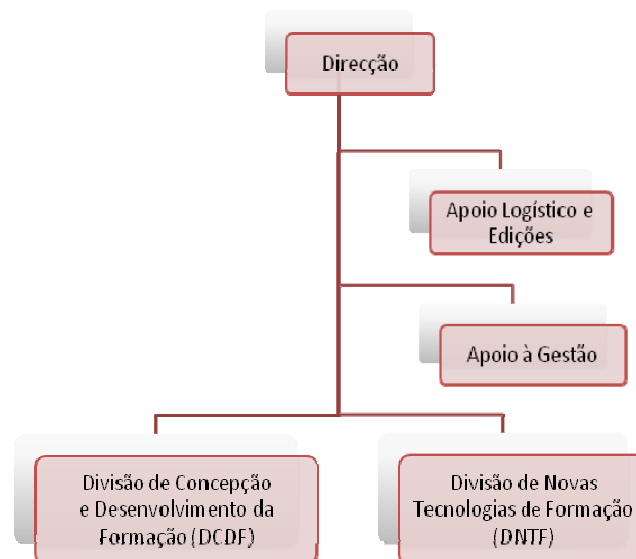 Direcção
Apoio Logístico e
Edições
Apoio à Gestão
Divisão de Concepção
e Desenvolvimento da
Formação (DCDF)
Divisão de Novas
Tecnologias de Formação
(DNTF)